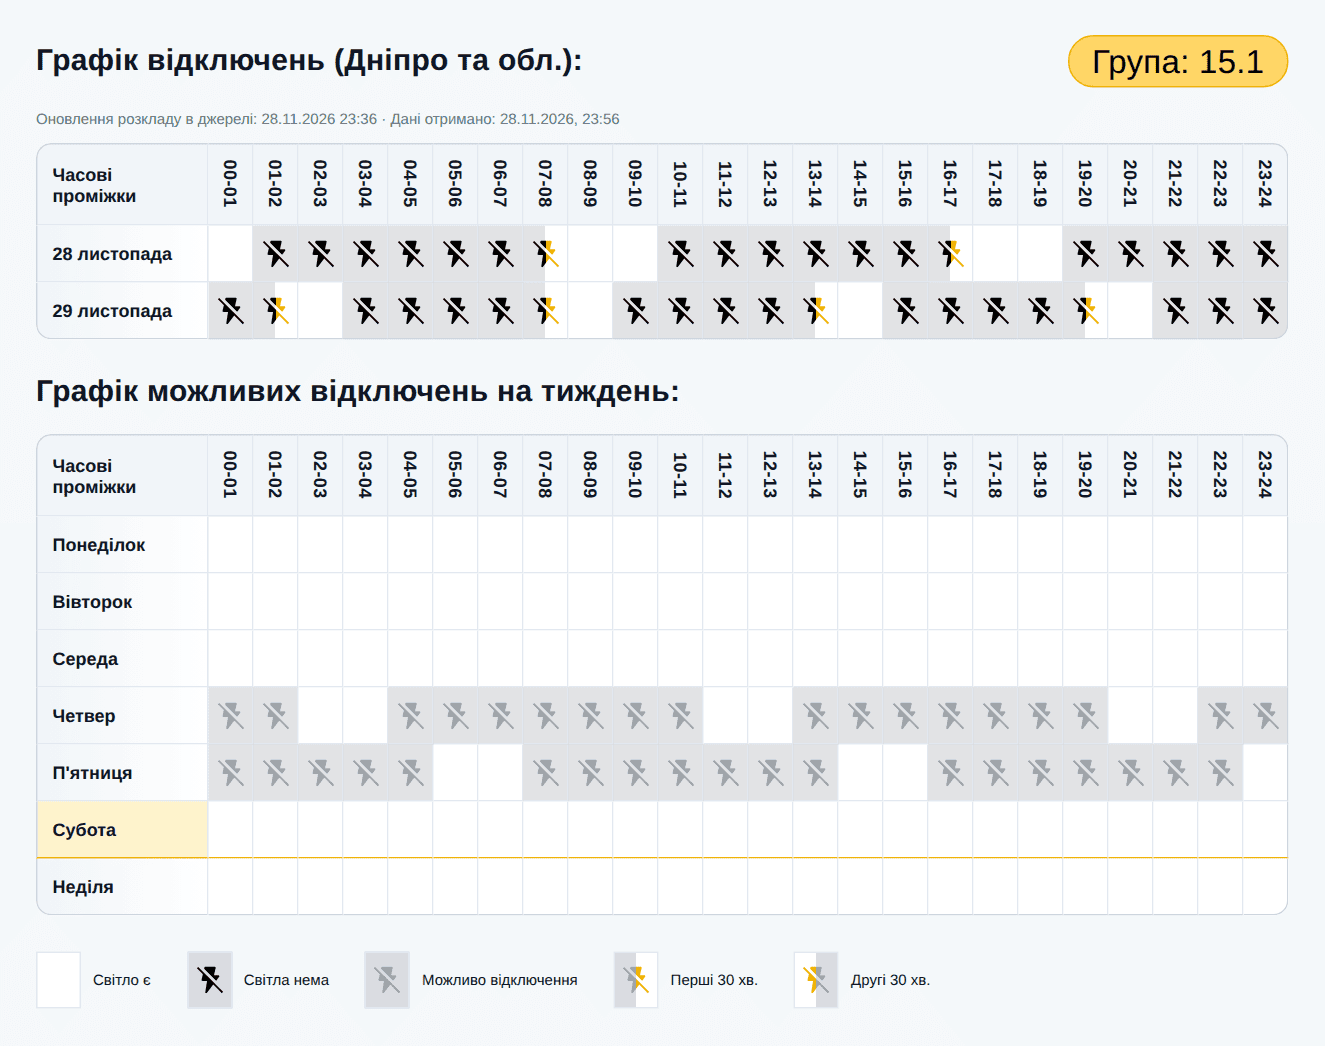 Графік відключень (Дніпро та обл.):
Група: 15.1
Оновлення розкладу в джерелі: 28.11.2026 23:36 · Дані отримано: 28.11.2026, 23:56
Часові проміжки 00-01 01-02 02-03 03-04 04-05 05-06 06-07 07-08 08-09 09-10 10-11 11-12 12-13 13-14 14-15 15-16 16-17 17-18 18-19 19-20 20-21 21-22 22-23 23-24
28 листопада
29 листопада
Графік можливих відключень на тиждень:
Часові проміжки 00-01 01-02 02-03 03-04 04-05 05-06 06-07 07-08 08-09 09-10 10-11 11-12 12-13 13-14 14-15 15-16 16-17 17-18 18-19 19-20 20-21 21-22 22-23 23-24
Понеділок
Вівторок
Середа
Четвер
П'ятниця
Субота
Неділя
Світло є Світла нема Можливо відключення Перші 30 хв. Другі 30 хв.